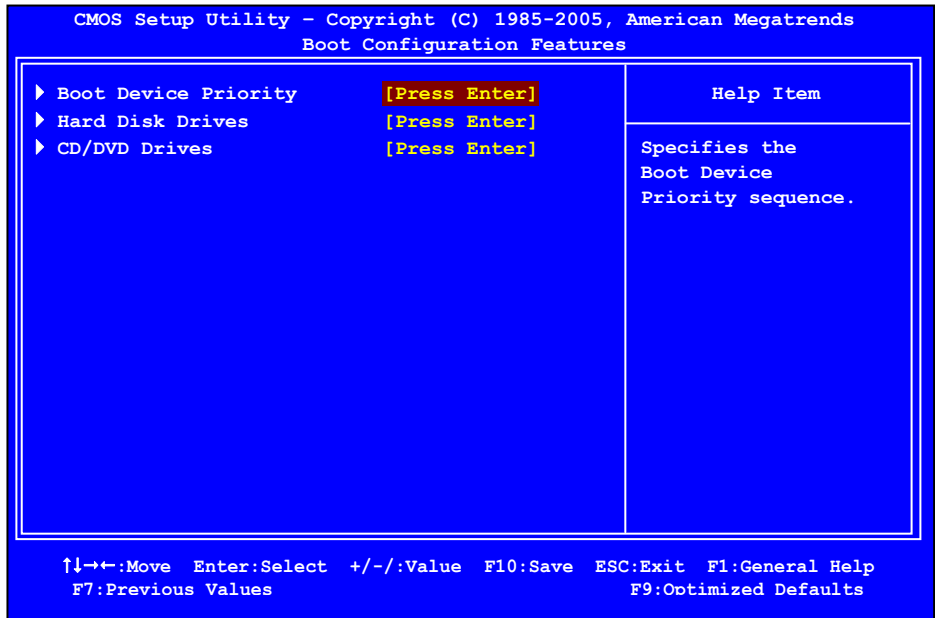 CMOS Setup Utility – Copyright (C) 1985-2005, American Megatrends
Boot Configuration Features
Boot Device Priority [Press Enter]
Hard Disk Drives [Press Enter]
CD/DVD Drives [Press Enter]
Help Item
Specifies the
Boot Device
Priority sequence.
↑↓→←:Move Enter:Select +/-/:Value F10:Save ESC:Exit F1:General Help
F7:Previous Values F9:Optimized Defaults